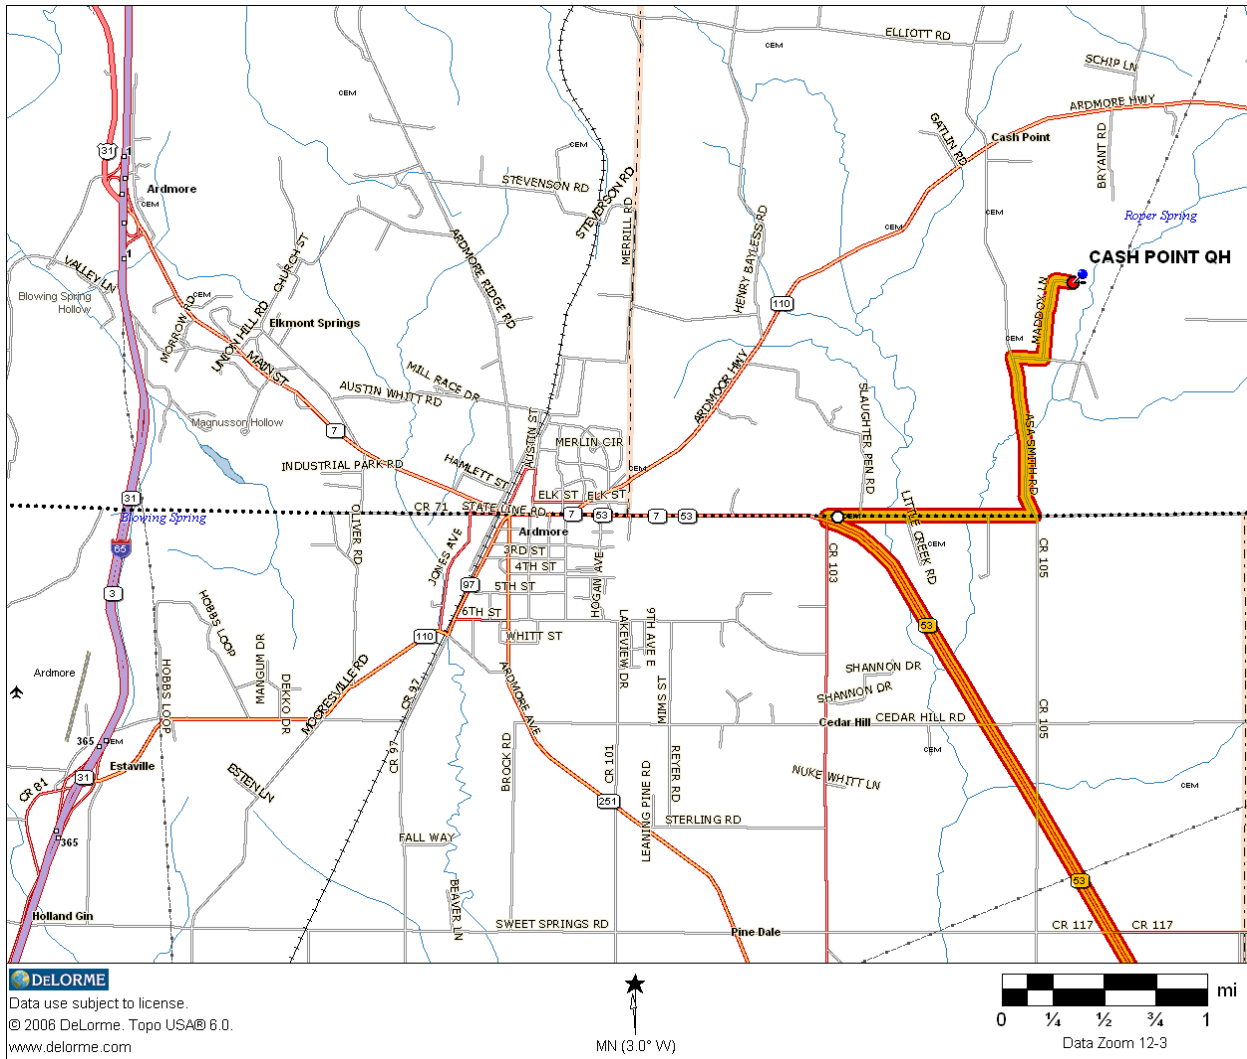 ELLIOTT RD
CEM
SCHIP LN
CEM
ARDMORE HWY
GATLIN RD
Cash Point
BRYANT RD
31
1
CEM
STEVENSON RD
Ardmore
CEM
STEVERSON RD
MERRILL RD
HENRY BAYLESS RD
CEM
Roper Spring
CEM
ARDMORE RIDGE RD
CHURCH ST
1
VALLEY LN
CASH POINT QH
MADDOX LN
Blowing Spring
Hollow
CEM
MORROW RD
UNION HILL RD
Elkmont Springs
110
CEM
MAIN ST
MILL RACE DR
AUSTIN WHITT RD
ARDMOOR HWY
SLAUGHTER PEN RD
ASA SMITH RD
Magnusson Hollow
7
AUSTIN ST
MERLIN CIR
INDUSTRIAL PARK RD
HAMLETT ST
CEM
31
ELK ST
ELK ST
CR 71
STATE LINE RD
7
53
7
53
CEM
LITTLE CREEK RD
Blowing Spring
OLIVER RD
Ardmore
65
JONES AVE
3RD ST
4TH ST
5TH ST
6TH ST
HOGAN AVE
CR 103
CEM
CR 105
3
97
HOBBS LOOP
110
WHITT ST
LAKEVIEW DR
9TH AVE E
53
Ardmore
HOBBS LOOP
MANGUM DR
DEKKO DR
MOORESVILLE RD
CR 97
ARDMORE AVE
MIMS ST
SHANNON DR
SHANNON DR
Cedar Hill
CEDAR HILL RD
CR 105
365
CEM
CEM
Estaville
31
CR 81
ESTEN LN
CR 97
BROCK RD
CR 101
REYER RD
LEANING PINE RD
NUKE WHITT LN
CEM
251
STERLING RD
365
FALL WAY
BEAVER LN
53
Holland Gin
SWEET SPRINGS RD
Pine Dale
CR 117
CR 117
DELORME
Data use subject to license.
© 2006 DeLorme. Topo USA® 6.0.
www.delorme.com
MN (3.0° W)
mi
0 ¼ ½ ¾ 1
Data Zoom 12-3